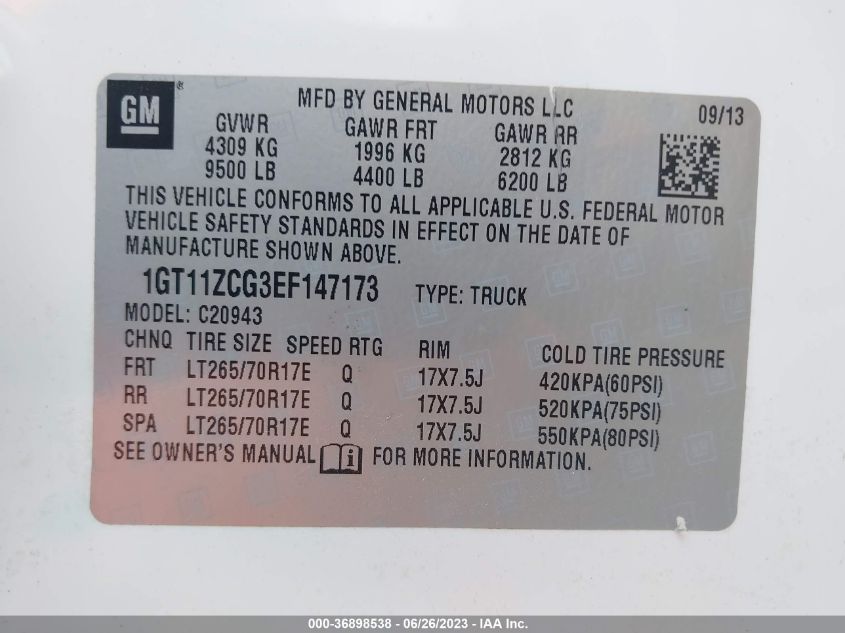 GM®
MFD BY GENERAL MOTORS LLC
09/13
GVWR GAWR FRT GAWR RR
4309 KG 1996 KG 2812 KG
9500 LB 4400 LB 6200 LB
THIS VEHICLE CONFORMS TO ALL APPLICABLE U.S. FEDERAL MOTOR
VEHICLE SAFETY STANDARDS IN EFFECT ON THE DATE OF
MANUFACTURE SHOWN ABOVE.
1GT11ZCG3EF147173 TYPE: TRUCK
MODEL: C20943
CHNQ TIRE SIZE SPEED RTG RIM COLD TIRE PRESSURE
FRT LT265/70R17E Q 17X7.5J 420KPA(60PSI)
RR LT265/70R17E Q 17X7.5J 520KPA(75PSI)
SPA LT265/70R17E Q 17X7.5J 550KPA(80PSI)
SEE OWNER'S MANUAL i FOR MORE INFORMATION.
000-36898538 - 06/26/2023 - IAA Inc.